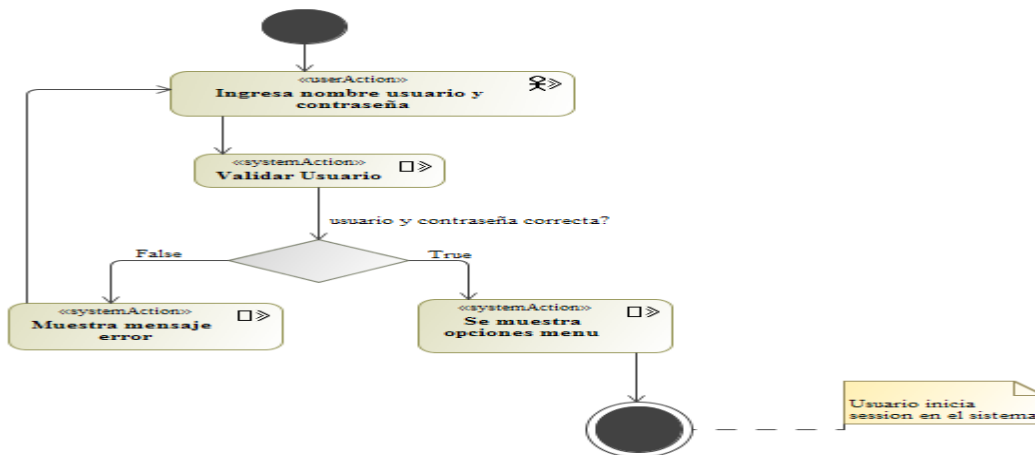 «userAction»
Ingresa nombre usuario y
contraseña
«systemAction»
Validar Usuario
usuario y contraseña correcta?
False
True
«systemAction»
Muestra mensaje
error
«systemAction»
Se muestra
opciones menu
Usuario inicia
session en el sistema